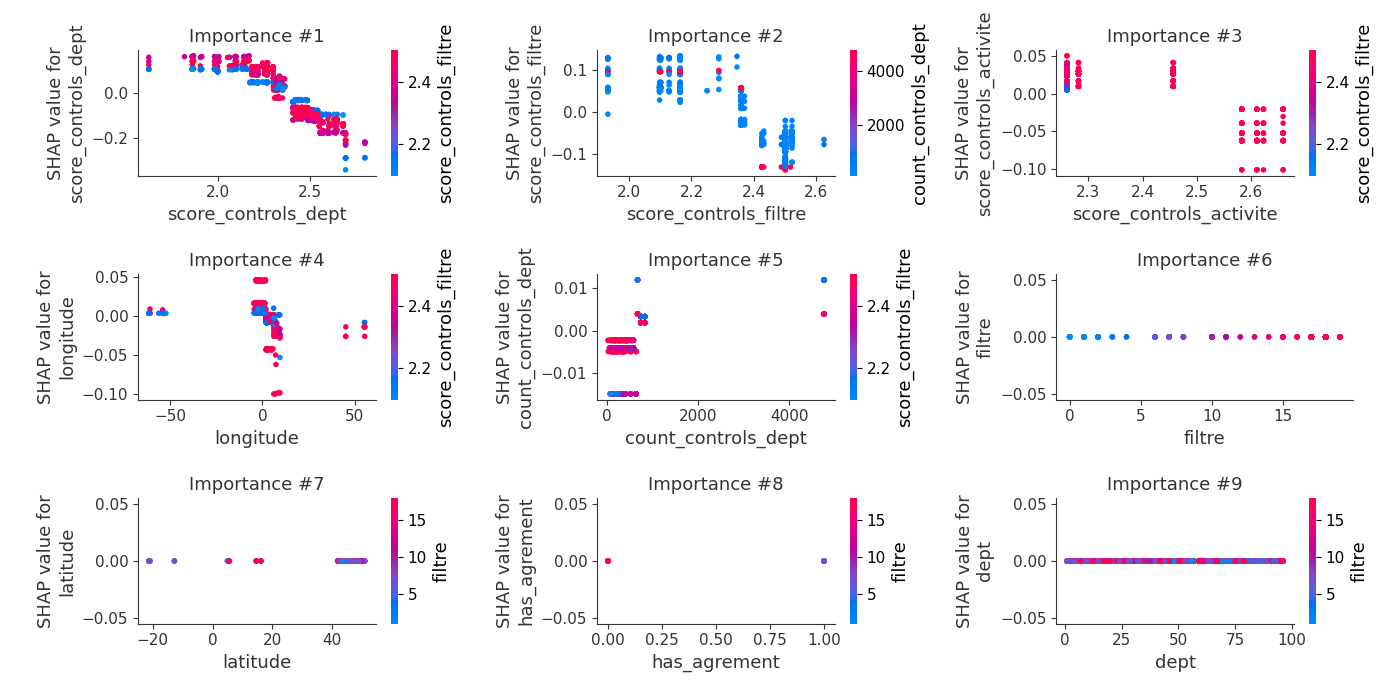 Importance #1
SHAP value for
score_controls_dept
0.0
−0.2
2.0
2.5
score_controls_dept
2.4
2.2
score_controls_filtre
Importance #2
SHAP value for
score_controls_filtre
0.1
0.0
−0.1
2.0
2.2
2.4
2.6
score_controls_filtre
4000
2000
count_controls_dept
Importance #3
SHAP value for
score_controls_activite
0.05
0.00
−0.05
−0.10
2.3
2.4
2.5
2.6
score_controls_activite
2.4
2.2
score_controls_filtre
Importance #4
SHAP value for
longitude
0.05
0.00
−0.05
−0.10
−50
0
50
longitude
2.4
2.2
score_controls_filtre
Importance #5
SHAP value for
count_controls_dept
0.01
0.00
−0.01
0
2000
4000
count_controls_dept
2.4
2.2
score_controls_filtre
Importance #6
SHAP value for
filtre
0.05
0.00
−0.05
0
5
10
15
filtre
Importance #7
SHAP value for
latitude
0.05
0.00
−0.05
−20
0
20
40
latitude
15
10
5
filtre
Importance #8
SHAP value for
has_agrement
0.05
0.00
−0.05
0.00
0.25
0.50
0.75
1.00
has_agrement
15
10
5
filtre
Importance #9
SHAP value for
dept
0.05
0.00
−0.05
0
25
50
75
100
dept
15
10
5
filtre